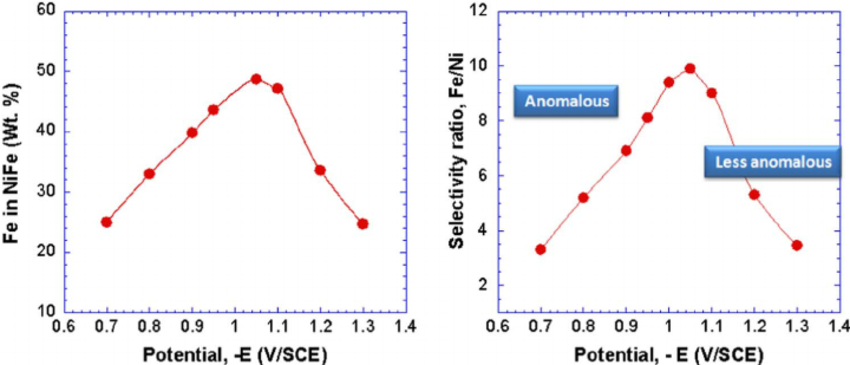 Fe in NiFe (Wt. %)
60
50
40
30
20
10
0.6 0.7 0.8 0.9 1 1.1 1.2 1.3 1.4
Potential, -E (V/SCE)
Selectivity ratio, Fe/Ni
12
10
8
6
4
2
Anomalous
Less anomalous
0.6 0.7 0.8 0.9 1.0 1.1 1.2 1.3 1.4
Potential, - E (V/SCE)